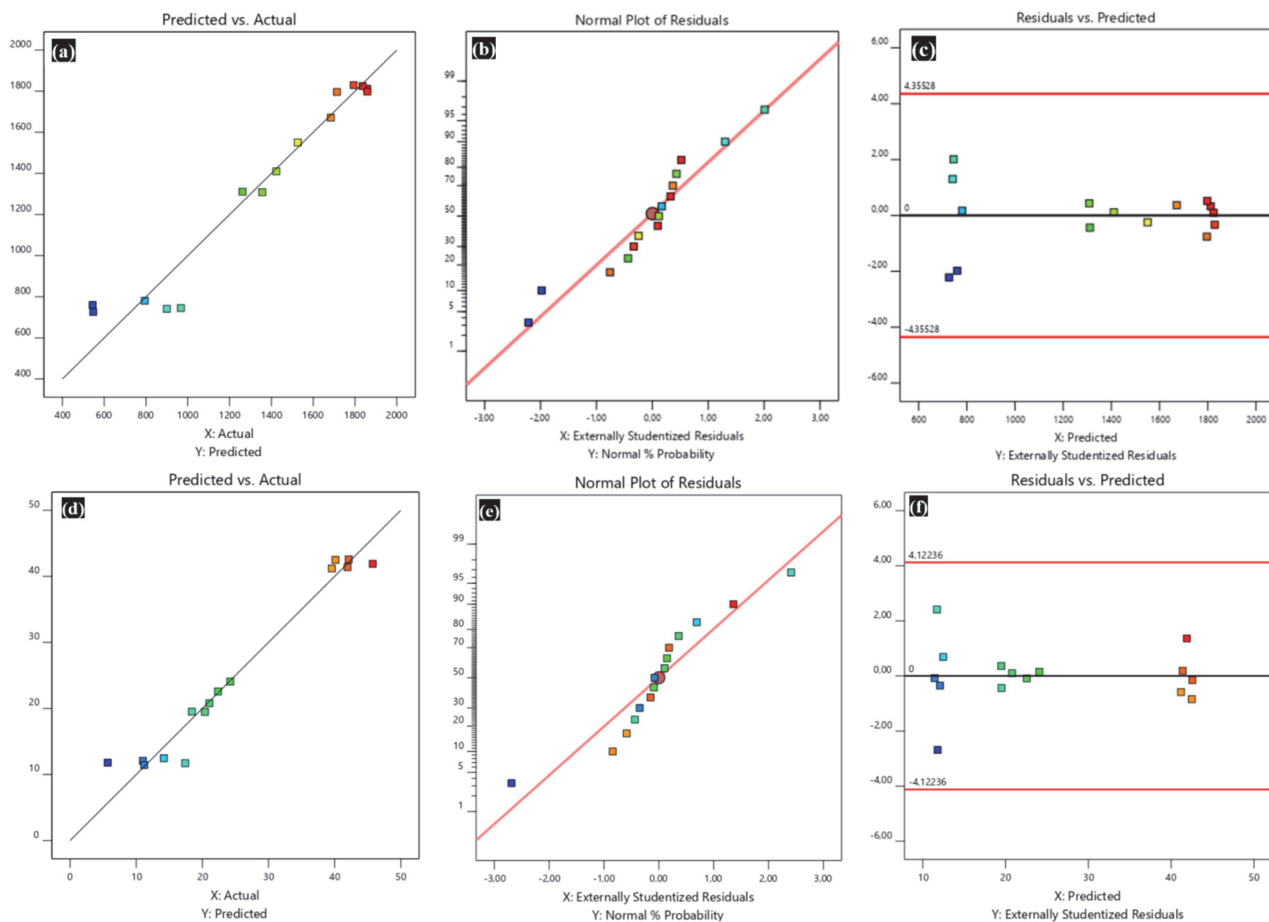 Predicted vs. Actual
(a)
2000
1800
1600
1400
1200
1000
800
600
400
400 600 800 1000 1200 1400 1600 1800 2000
X: Actual
Y: Predicted
Normal Plot of Residuals
(b)
99
95
90
80
70
50
30
20
10
5
1
-3,00 -2,00 -1,00 0,00 1,00 2,00 3,00
X: Externally Studentized Residuals
Y: Normal % Probability
Residuals vs. Predicted
(c)
6,00
4,35528
4,00
2,00
0
0,00
-2,00
-4,35528
-4,00
-6,00
600 800 1000 1200 1400 1600 1800 2000
X: Predicted
Y: Externally Studentized Residuals
Predicted vs. Actual
(d)
50
40
30
20
10
0
0 10 20 30 40 50
X: Actual
Y: Predicted
Normal Plot of Residuals
(e)
99
95
90
80
70
50
30
20
10
5
1
-3,00 -2,00 -1,00 0,00 1,00 2,00 3,00
X: Externally Studentized Residuals
Y: Normal % Probability
Residuals vs. Predicted
(f)
6,00
4,12236
4,00
2,00
0
0,00
-2,00
-4,12236
-4,00
-6,00
10 20 30 40 50
X: Predicted
Y: Externally Studentized Residuals